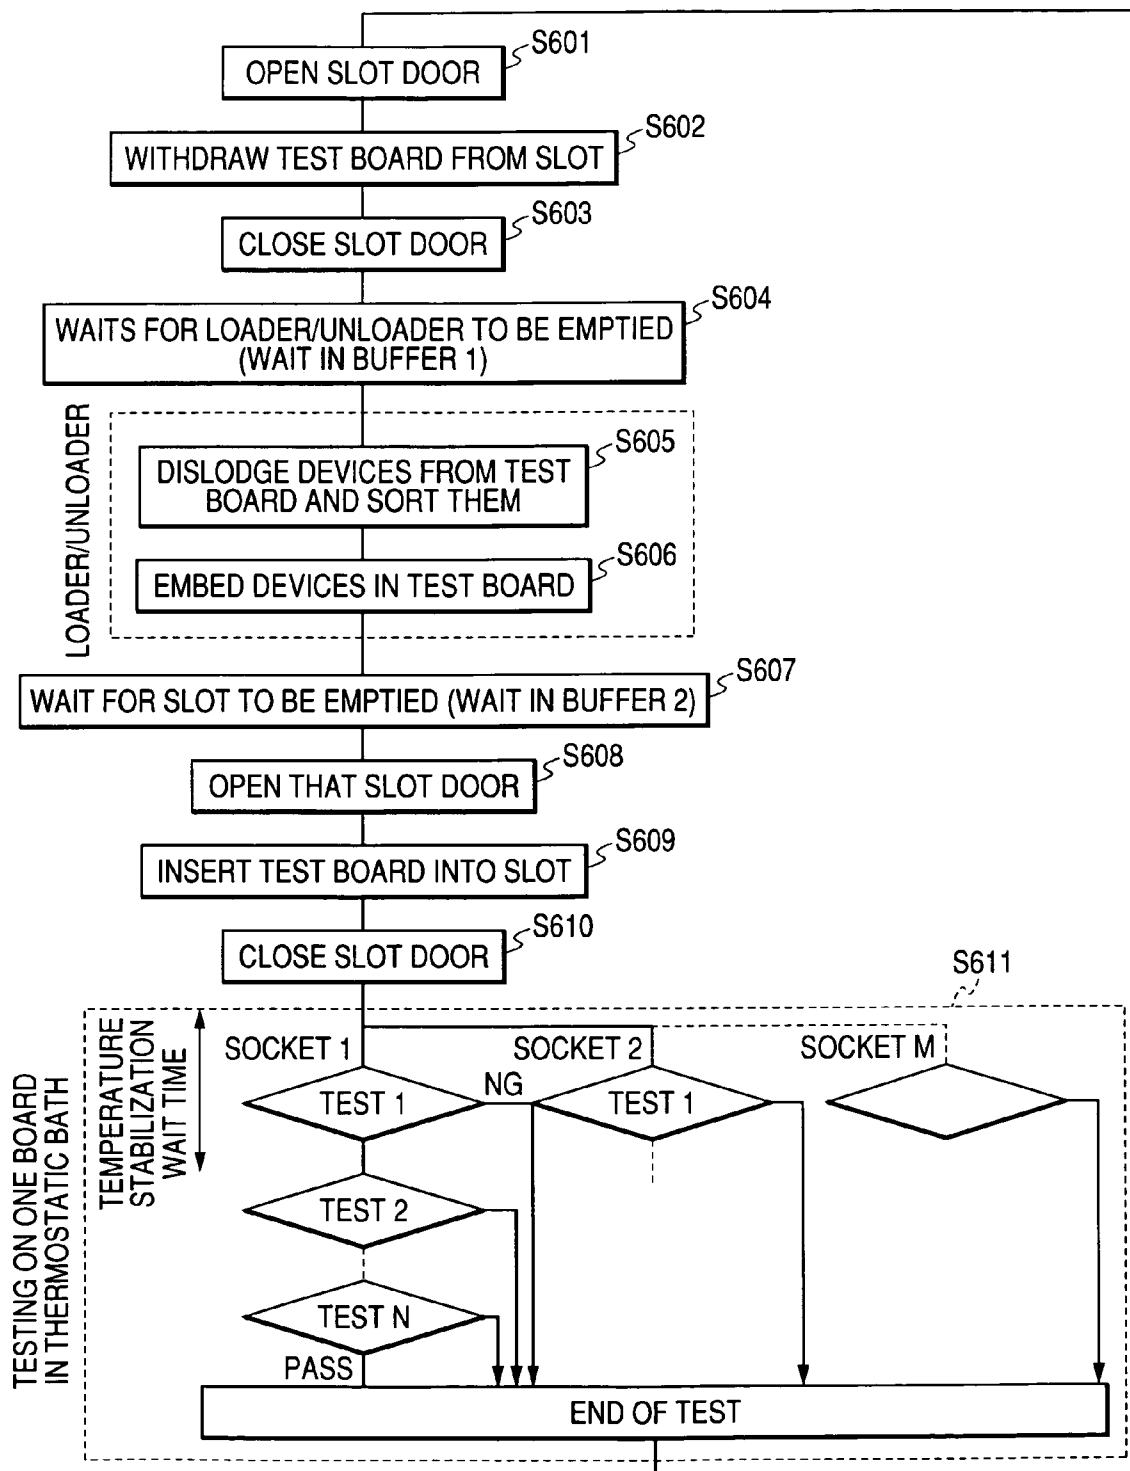 S601
OPEN SLOT DOOR
S602
WITHDRAW TEST BOARD FROM SLOT
S603
CLOSE SLOT DOOR
S604
WAITS FOR LOADER/UNLOADER TO BE EMPTIED
(WAIT IN BUFFER 1)
LOADER/UNLOADER
S605
DISLODGE DEVICES FROM TEST
BOARD AND SORT THEM
S606
EMBED DEVICES IN TEST BOARD
S607
WAIT FOR SLOT TO BE EMPTIED (WAIT IN BUFFER 2)
S608
OPEN THAT SLOT DOOR
S609
INSERT TEST BOARD INTO SLOT
S610
CLOSE SLOT DOOR
S611
TESTING ON ONE BOARD
IN THERMOSTATIC BATH
TEMPERATURE
STABILIZATION
WAIT TIME
SOCKET 1
SOCKET 2
SOCKET M
TEST 1
NG
TEST 1
TEST 2
TEST N
PASS
END OF TEST